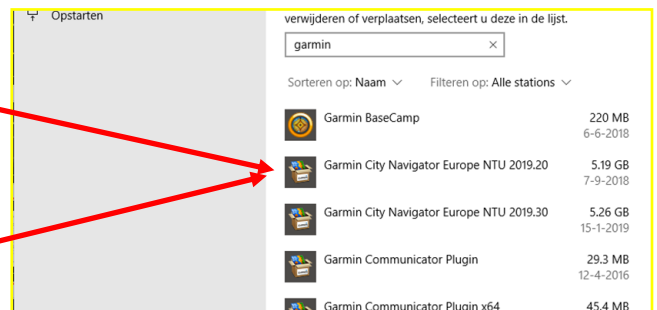 Opstarten
verwijderen of verplaatsen, selecteert u deze in de lijst.
garmin
Sorteren op: Naam Filteren op: Alle stations
Garmin BaseCamp 220 MB
6-6-2018
Garmin City Navigator Europe NTU 2019.20 5.19 GB
7-9-2018
Garmin City Navigator Europe NTU 2019.30 5.26 GB
15-1-2019
Garmin Communicator Plugin 29.3 MB
12-4-2016
Garmin Communicator Plugin x64 45.4 MB